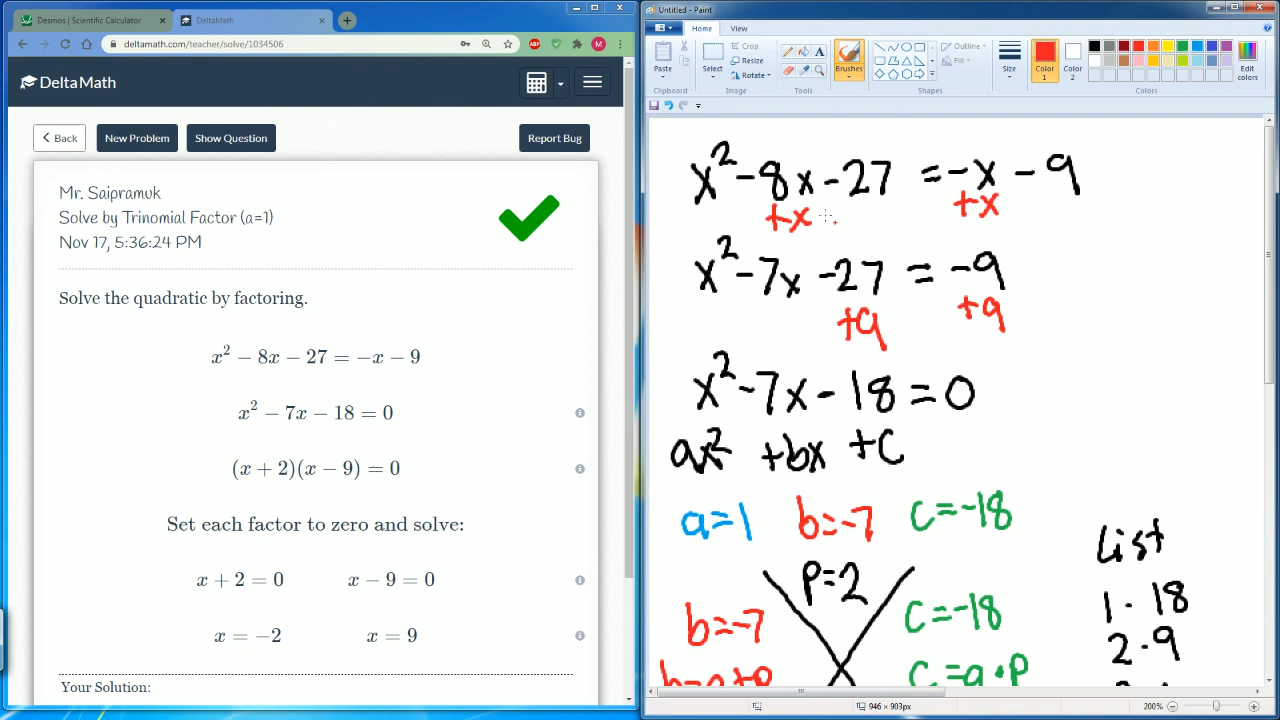 Desmos | Scientific Calculator
DeltaMath
deltamath.com/teacher/solve/1034506
ABP
M
DeltaMath
Back
New Problem
Show Question
Report Bug
Mr. Saipramuk
Solve by Trinomial Factor (a=1)
Nov 17, 5:36:24 PM
Solve the quadratic by factoring.
x² − 8x − 27 = −x − 9
x² − 7x − 18 = 0
(x + 2)(x − 9) = 0
Set each factor to zero and solve:
x + 2 = 0 x − 9 = 0
x = −2 x = 9
Your Solution:
Untitled - Paint
Home View
Paste
Select
Crop
Resize
Rotate
Brushes
Outline
Fill
Size
Color 1
Color 2
Edit colors
Clipboard Image Tools Shapes Colors
x² -8x -27 = -x -9
+x +x
x² -7x -27 = -9
+9 +9
x² -7x -18 = 0
ax² +bx +c
a=1 b=-7 c=-18
List
p=2
1 · 18
b=-7 c=-18
2 · 9
c=q·p
946 × 903px
200%